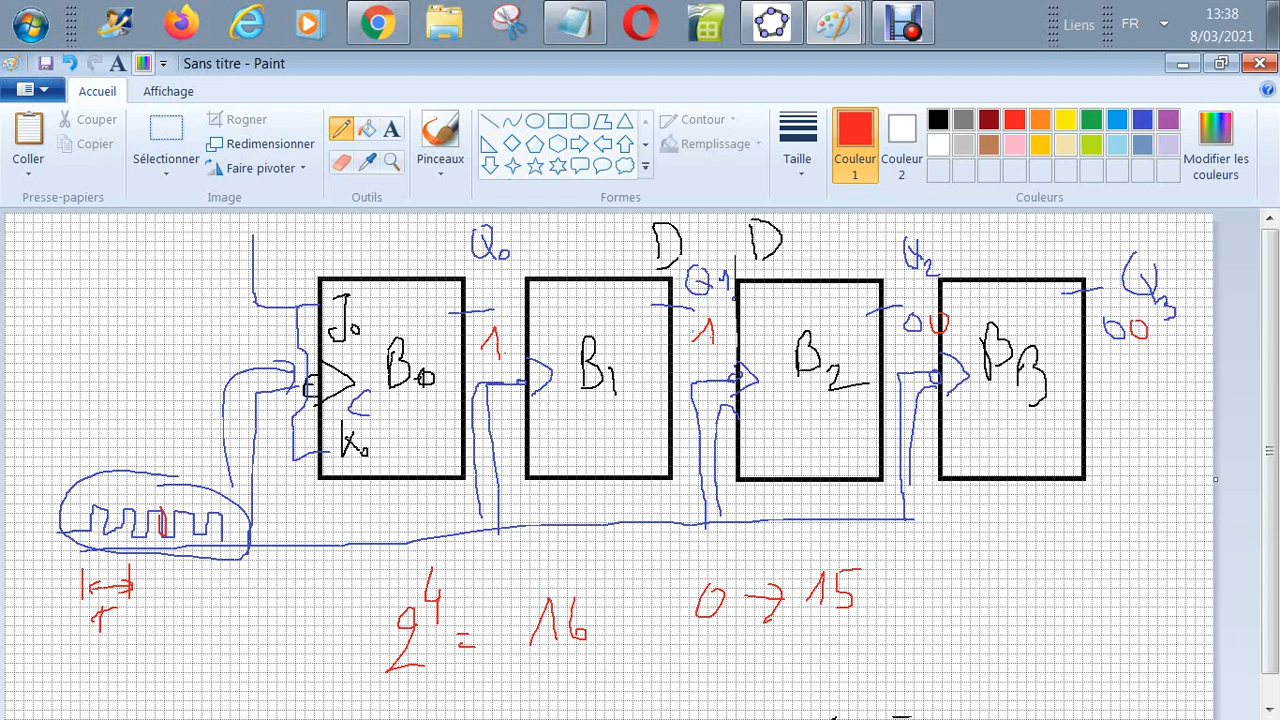 13:38
Liens FR
8/03/2021
Sans titre - Paint
Accueil Affichage
Couper
Copier
Coller
Presse-papiers
Rogner
Redimensionner
Faire pivoter
Sélectionner
Image
Outils
Pinceaux
Contour
Remplissage
Formes
Taille
Couleur 1
Couleur 2
Modifier les couleurs
Couleurs
Q0 D D Q2
Q1 Q3
J0
1 1 0 0 0 0
B0 B1 B2 B3
K0
T
2^4 = 16 0 → 15